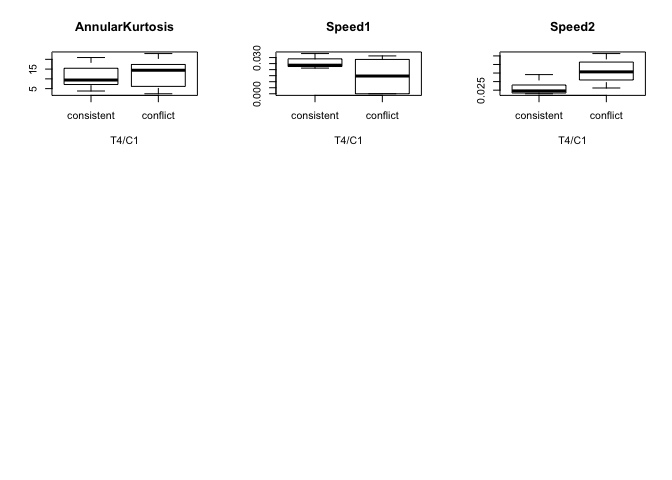 AnnularKurtosis
15
5
consistent conflict
T4/C1
Speed1
0.030
0.000
consistent conflict
T4/C1
Speed2
0.025
consistent conflict
T4/C1